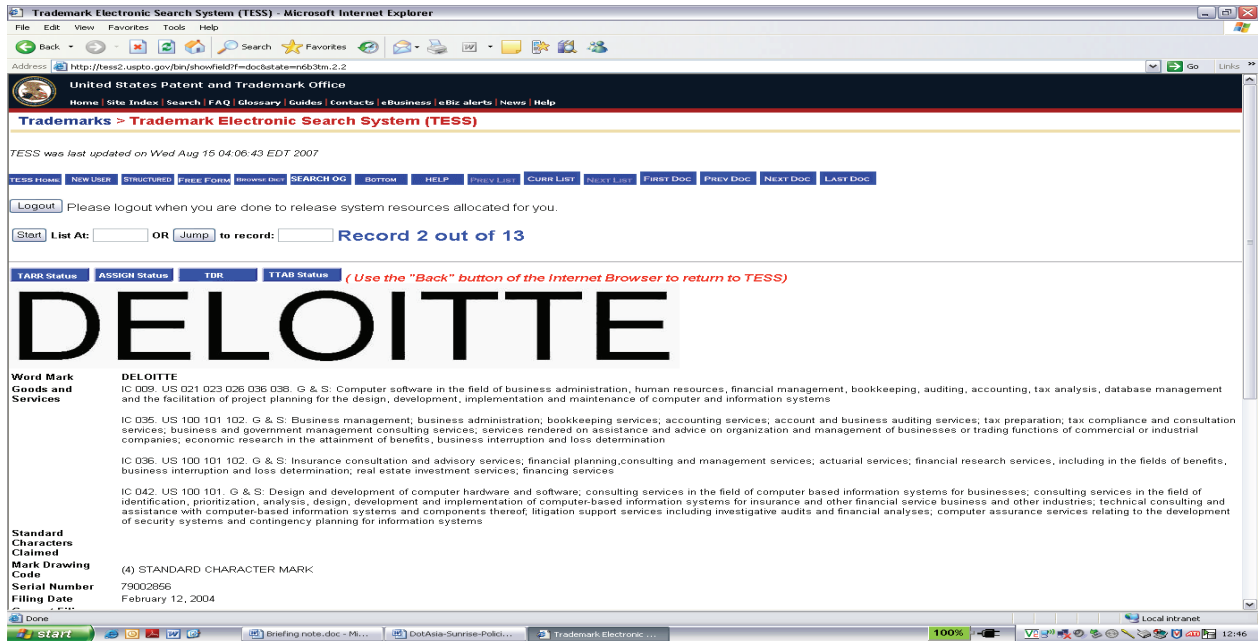 Trademark Electronic Search System (TESS) - Microsoft Internet Explorer
File Edit View Favorites Tools Help
Back Search Favorites
Address http://tess2.uspto.gov/bin/showfield?f=doc&state=n6b3tm.2.2 Go Links »
United States Patent and Trademark Office
Home | Site Index | Search | FAQ | Glossary | Guides | Contacts | eBusiness | eBiz alerts | News | Help
Trademarks > Trademark Electronic Search System (TESS)
TESS was last updated on Wed Aug 15 04:06:43 EDT 2007
TESS HOME NEW USER STRUCTURED FREE FORM BROWSE DICT SEARCH OG BOTTOM HELP PREV LIST CURR LIST NEXT LIST FIRST DOC PREV DOC NEXT DOC LAST DOC
Logout Please logout when you are done to release system resources allocated for you.
Start List At: OR Jump to record: Record 2 out of 13
TARR Status ASSIGN Status TDR TTAB Status ( Use the "Back" button of the Internet Browser to return to TESS)
DELOITTE
Word Mark DELOITTE
Goods and Services IC 009. US 021 023 026 036 038. G & S: Computer software in the field of business administration, human resources, financial management, bookkeeping, auditing, accounting, tax analysis, database management
and the facilitation of project planning for the design, development, implementation and maintenance of computer and information systems
IC 035. US 100 101 102. G & S: Business management; business administration; bookkeeping services; accounting services; account and business auditing services; tax preparation; tax compliance and consultation
services; business and government management consulting services; services rendered on assistance and advice on organization and management of businesses or trading functions of commercial or industrial
companies; economic research in the attainment of benefits, business interruption and loss determination
IC 036. US 100 101 102. G & S: Insurance consultation and advisory services; financial planning,consulting and management services; actuarial services; financial research services, including in the fields of benefits,
business interruption and loss determination; real estate investment services; financing services
IC 042. US 100 101. G & S: Design and development of computer hardware and software; consulting services in the field of computer based information systems for businesses; consulting services in the field of
identification, prioritization, analysis, design, development and implementation of computer-based information systems for insurance and other financial service business and other industries; technical consulting and
assistance with computer-based information systems and components thereof; litigation support services including investigative audits and financial analyses; computer assurance services relating to the development
of security systems and contingency planning for information systems
Standard
Characters
Claimed
Mark Drawing
Code (4) STANDARD CHARACTER MARK
Serial Number 79002856
Filing Date February 12, 2004
Done Local intranet
start Briefing note.doc - Mi... DotAsia-Sunrise-Polici... Trademark Electronic ... 100% 12:46